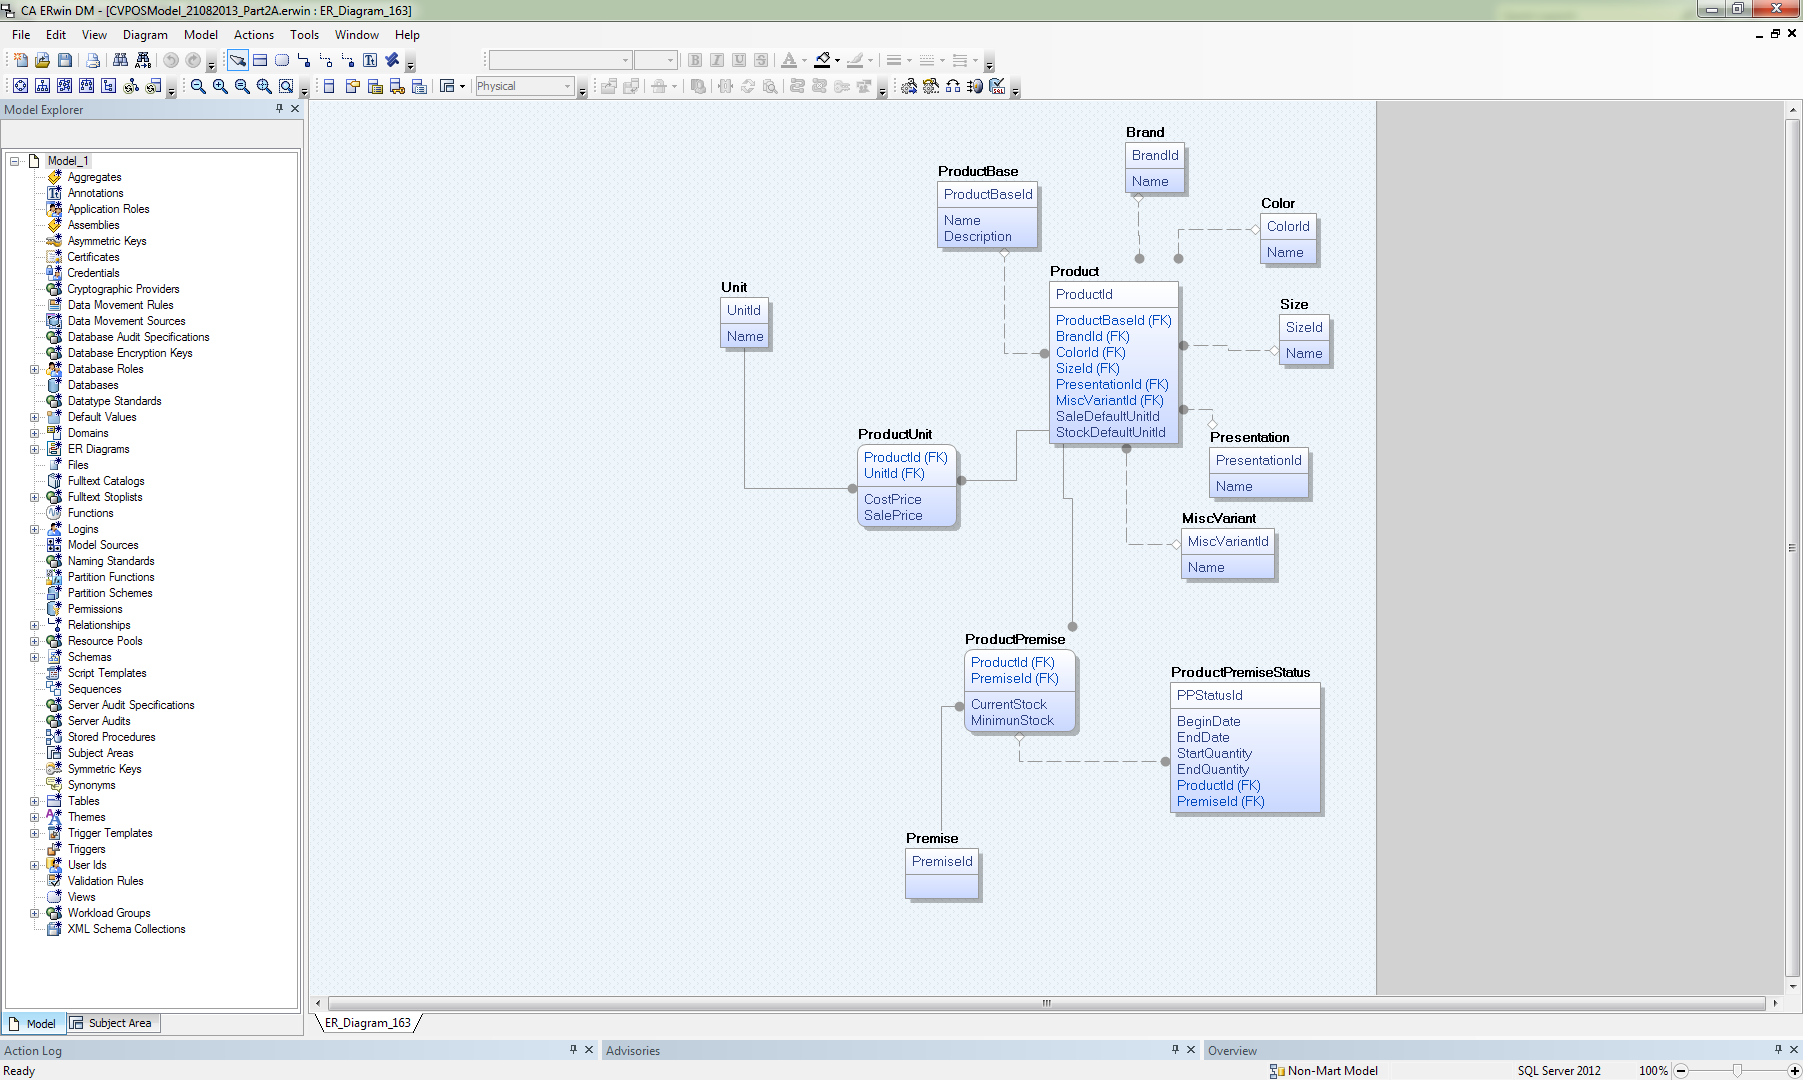 CA ERwin DM - [CVPOSModel_21082013_Part2A.erwin : ER_Diagram_163]
File Edit View Diagram Model Actions Tools Window Help
Physical
Model Explorer
Model_1
Aggregates
Annotations
Application Roles
Assemblies
Asymmetric Keys
Certificates
Credentials
Cryptographic Providers
Data Movement Rules
Data Movement Sources
Database Audit Specifications
Database Encryption Keys
Database Roles
Databases
Datatype Standards
Default Values
Domains
ER Diagrams
Files
Fulltext Catalogs
Fulltext Stoplists
Functions
Logins
Model Sources
Naming Standards
Partition Functions
Partition Schemes
Permissions
Relationships
Resource Pools
Schemas
Script Templates
Sequences
Server Audit Specifications
Server Audits
Stored Procedures
Subject Areas
Symmetric Keys
Synonyms
Tables
Themes
Trigger Templates
Triggers
User Ids
Validation Rules
Views
Workload Groups
XML Schema Collections
Model
Subject Area
Brand
BrandId
Name
ProductBase
ProductBaseId
Name
Description
Color
ColorId
Name
Product
ProductId
ProductBaseId (FK)
BrandId (FK)
ColorId (FK)
SizeId (FK)
PresentationId (FK)
MiscVariantId (FK)
SaleDefaultUnitId
StockDefaultUnitId
Unit
UnitId
Name
Size
SizeId
Name
ProductUnit
ProductId (FK)
UnitId (FK)
CostPrice
SalePrice
Presentation
PresentationId
Name
MiscVariant
MiscVariantId
Name
ProductPremise
ProductId (FK)
PremiseId (FK)
CurrentStock
MinimunStock
ProductPremiseStatus
PPStatusId
BeginDate
EndDate
StartQuantity
EndQuantity
ProductId (FK)
PremiseId (FK)
Premise
PremiseId
ER_Diagram_163
Action Log
Advisories
Overview
Ready
Non-Mart Model
SQL Server 2012
100%